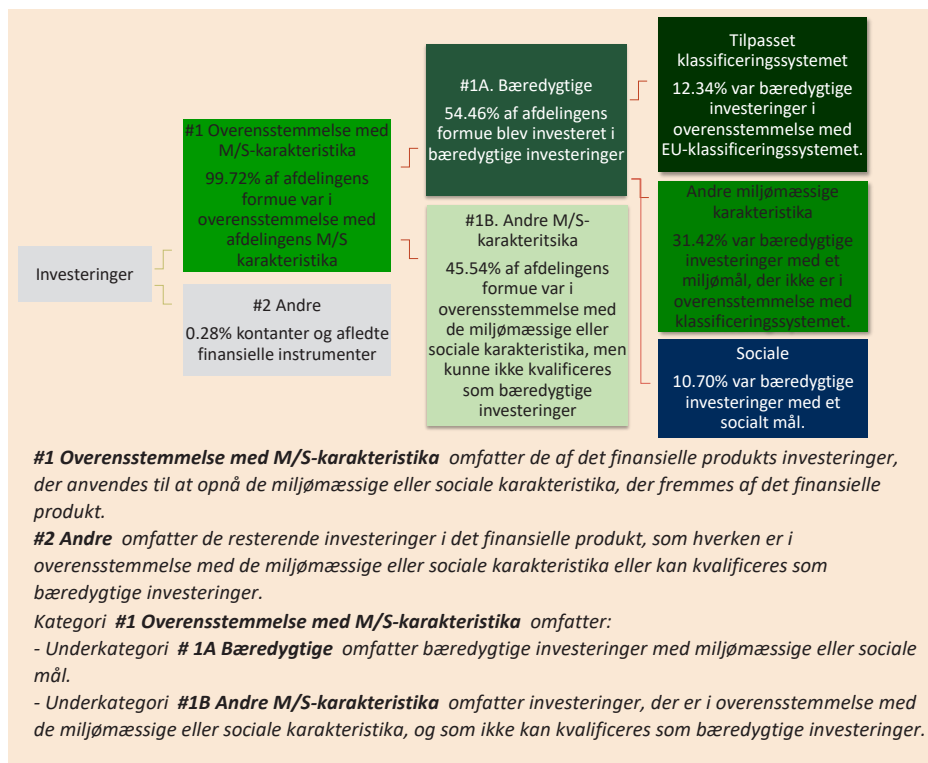 Investeringer
#1 Overensstemmelse med
M/S-karakteristika
99.72% af afdelingens
formue var i
overensstemmelse med
afdelingens M/S
karakteristika
#2 Andre
0.28% kontanter og afledte
finansielle instrumenter
#1A. Bæredygtige
54.46% af afdelingens
formue blev investeret i
bæredygtige investeringer
#1B. Andre M/S-
karakteritsika
45.54% af afdelingens
formue var i
overensstemmelse med
de miljømæssige eller
sociale karakteristika, men
kunne ikke kvalificeres
som bæredygtige
investeringer
Tilpasset
klassificeringssystemet
12.34% var bæredygtige
investeringer i
overensstemmelse med
EU-klassificeringssystemet.
Andre miljømæssige
karakteristika
31.42% var bæredygtige
investeringer med et
miljømål, der ikke er i
overensstemmelse med
klassificeringssystemet.
Sociale
10.70% var bæredygtige
investeringer med et
socialt mål.
#1 Overensstemmelse med M/S-karakteristika omfatter de af det finansielle produkts investeringer,
der anvendes til at opnå de miljømæssige eller sociale karakteristika, der fremmes af det finansielle
produkt.
#2 Andre omfatter de resterende investeringer i det finansielle produkt, som hverken er i
overensstemmelse med de miljømæssige eller sociale karakteristika eller kan kvalificeres som
bæredygtige investeringer.
Kategori #1 Overensstemmelse med M/S-karakteristika omfatter:
- Underkategori # 1A Bæredygtige omfatter bæredygtige investeringer med miljømæssige eller sociale
mål.
- Underkategori #1B Andre M/S-karakteristika omfatter investeringer, der er i overensstemmelse med
de miljømæssige eller sociale karakteristika, og som ikke kan kvalificeres som bæredygtige investeringer.